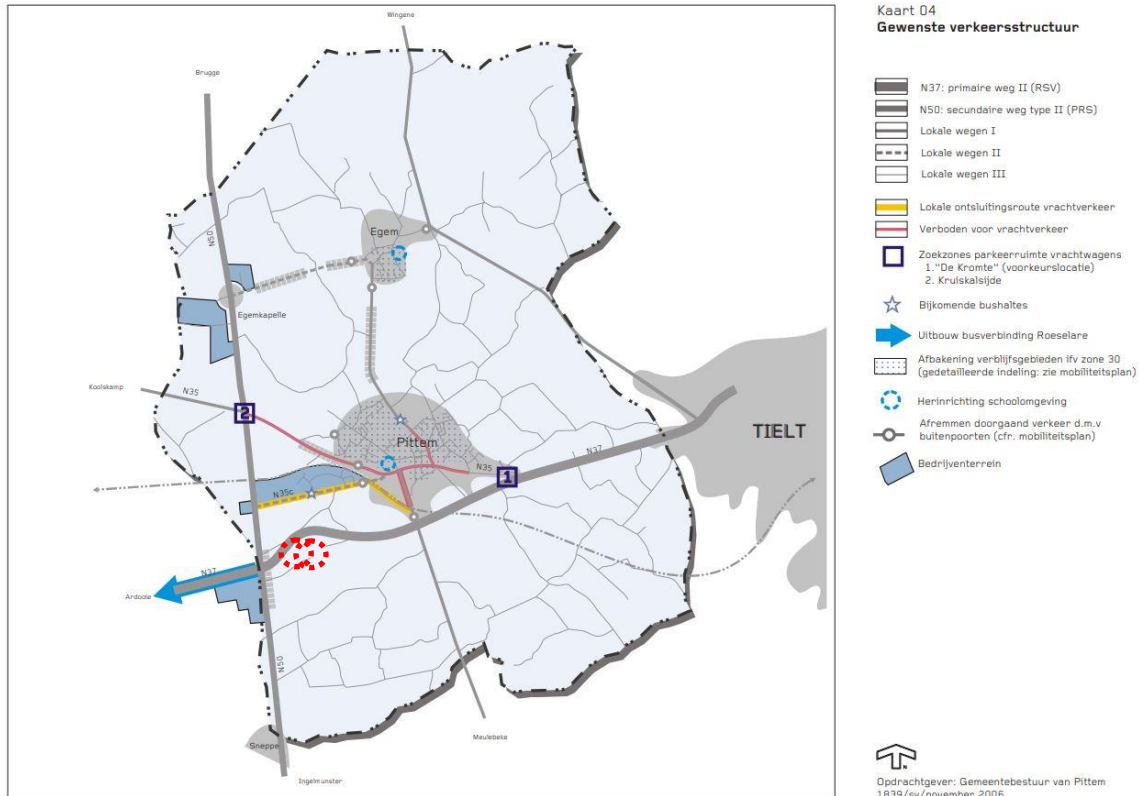 Kaart 04
Gewenste verkeersstructuur
N37: primaire weg II (RSV)
N50: secundaire weg type II (PRS)
Lokale wegen I
Lokale wegen II
Lokale wegen III
Lokale ontsluitingsroute vrachtverkeer
Verboden voor vrachtverkeer
Zoekzones parkeerruimte vrachtwagens
1."De Kromte" (voorkeurslocatie)
2. Kruiskalsijde
Bijkomende bushaltes
Uitbouw busverbinding Roeselare
Afbakening verblijfsgebieden ifv zone 30
(gedetailleerde indeling: zie mobiliteitsplan)
Herinrichting schoolomgeving
Afremmen doorgaand verkeer d.m.v
buitenpoorten (cfr. mobiliteitsplan)
Bedrijventerrein
N
Opdrachtgever: Gemeentebestuur van Pittem
1839/sv/november 2006
Wingene
Brugge
N50
Egem
Egemkapelle
Koolskamp
N35
2
Pittem
TIELT
N35
1
N37
N35c
N37
Ardooie
N50
Sneppe
Meulebeke
Ingelmunster